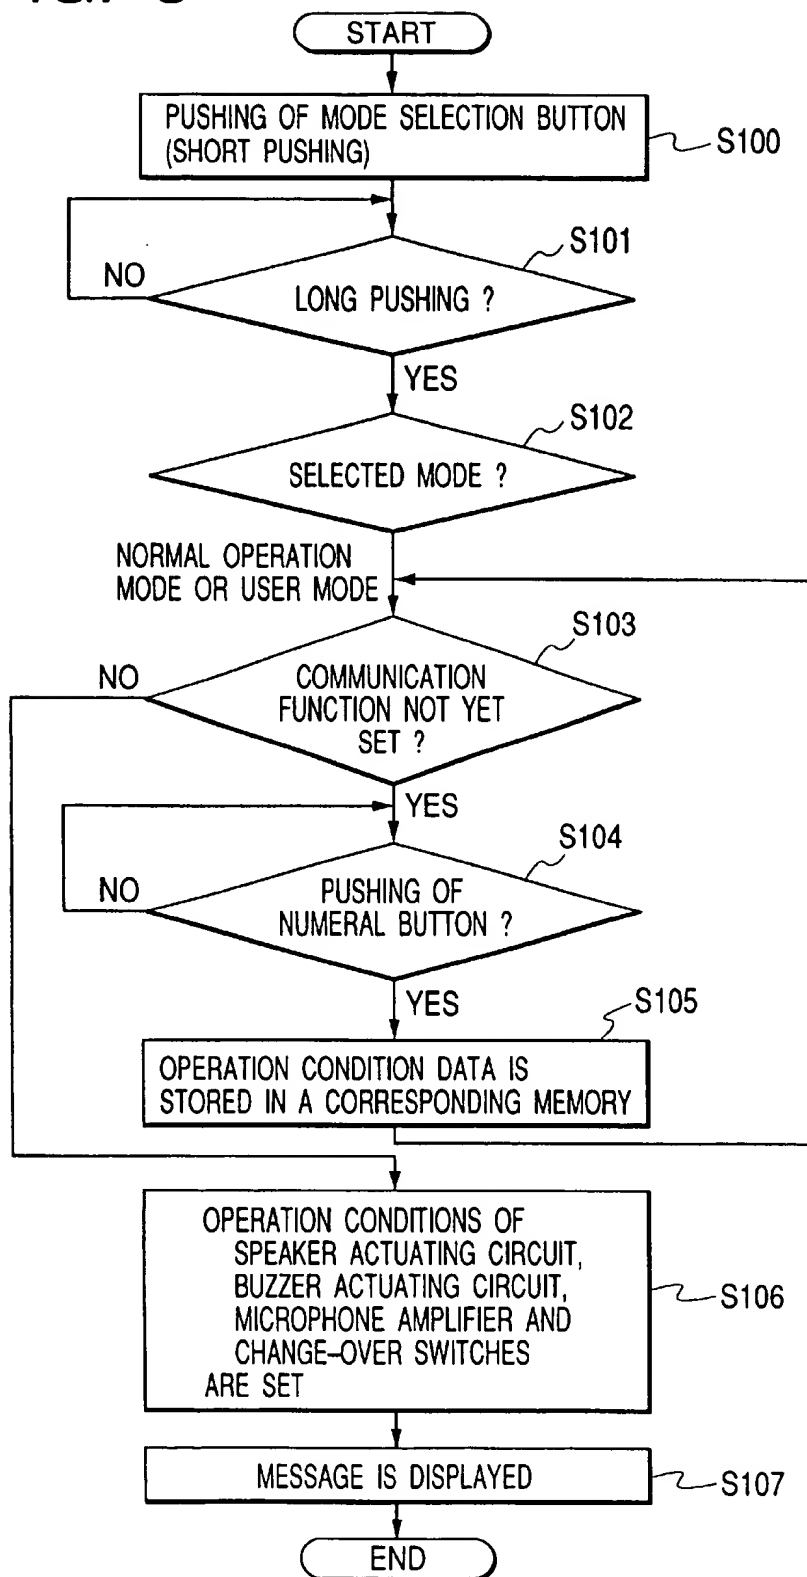 START
PUSHING OF MODE SELECTION BUTTON
(SHORT PUSHING)
S100
S101
NO
LONG PUSHING ?
YES
S102
SELECTED MODE ?
NORMAL OPERATION
MODE OR USER MODE
S103
NO
COMMUNICATION
FUNCTION NOT YET
SET ?
YES
S104
NO
PUSHING OF
NUMERAL BUTTON ?
YES
S105
OPERATION CONDITION DATA IS
STORED IN A CORRESPONDING MEMORY
OPERATION CONDITIONS OF
SPEAKER ACTUATING CIRCUIT,
BUZZER ACTUATING CIRCUIT,
MICROPHONE AMPLIFIER AND
CHANGE-OVER SWITCHES
ARE SET
S106
MESSAGE IS DISPLAYED
S107
END